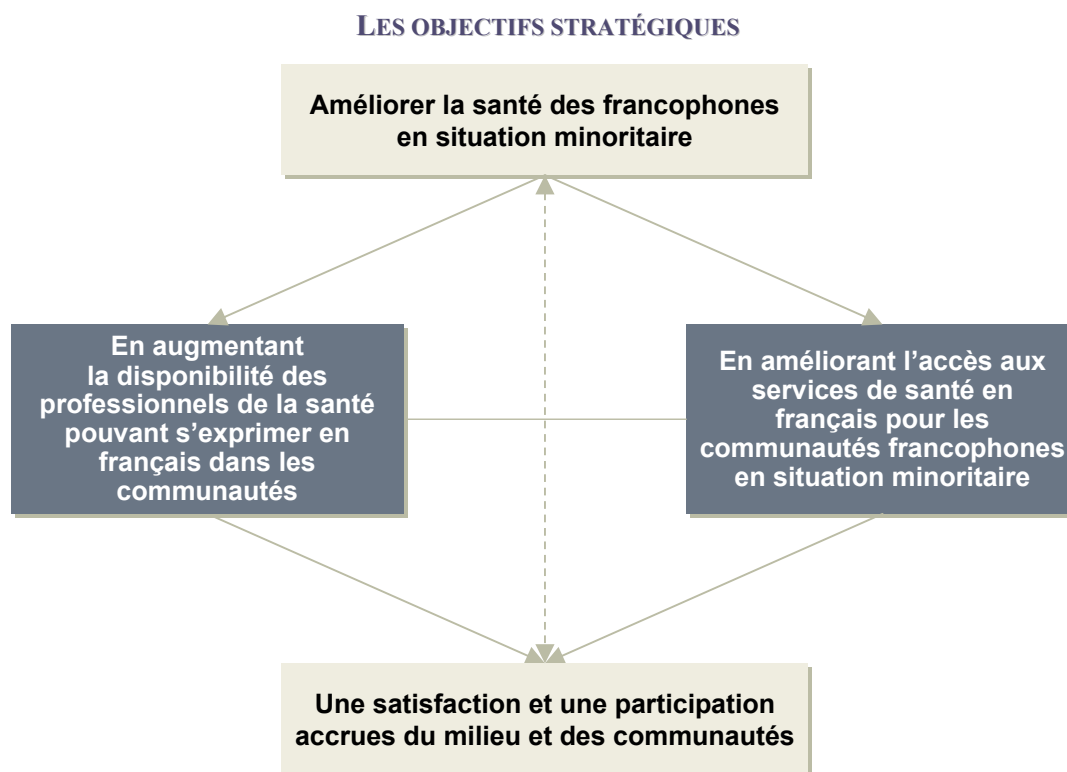 LES OBJECTIFS STRATÉGIQUES
Améliorer la santé des francophones
en situation minoritaire
En augmentant
la disponibilité des
professionnels de la santé
pouvant s’exprimer en
français dans les
communautés
En améliorant l’accès aux
services de santé en
français pour les
communautés francophones
en situation minoritaire
Une satisfaction et une participation
accrues du milieu et des communautés